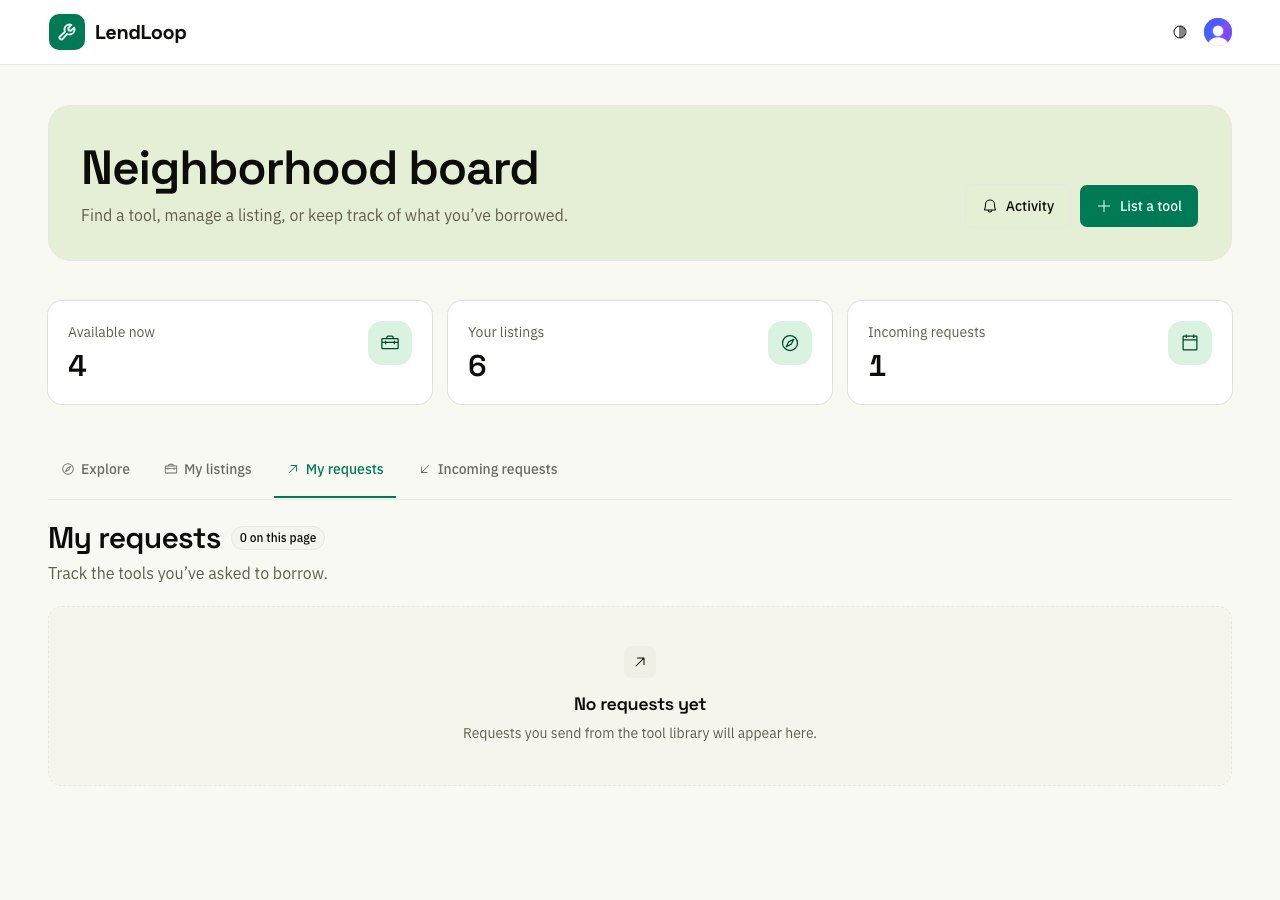 LendLoop
Neighborhood board
Find a tool, manage a listing, or keep track of what you’ve borrowed.
Activity
List a tool
Available now
4
Your listings
6
Incoming requests
1
Explore
My listings
My requests
Incoming requests
My requests
0 on this page
Track the tools you’ve asked to borrow.
No requests yet
Requests you send from the tool library will appear here.